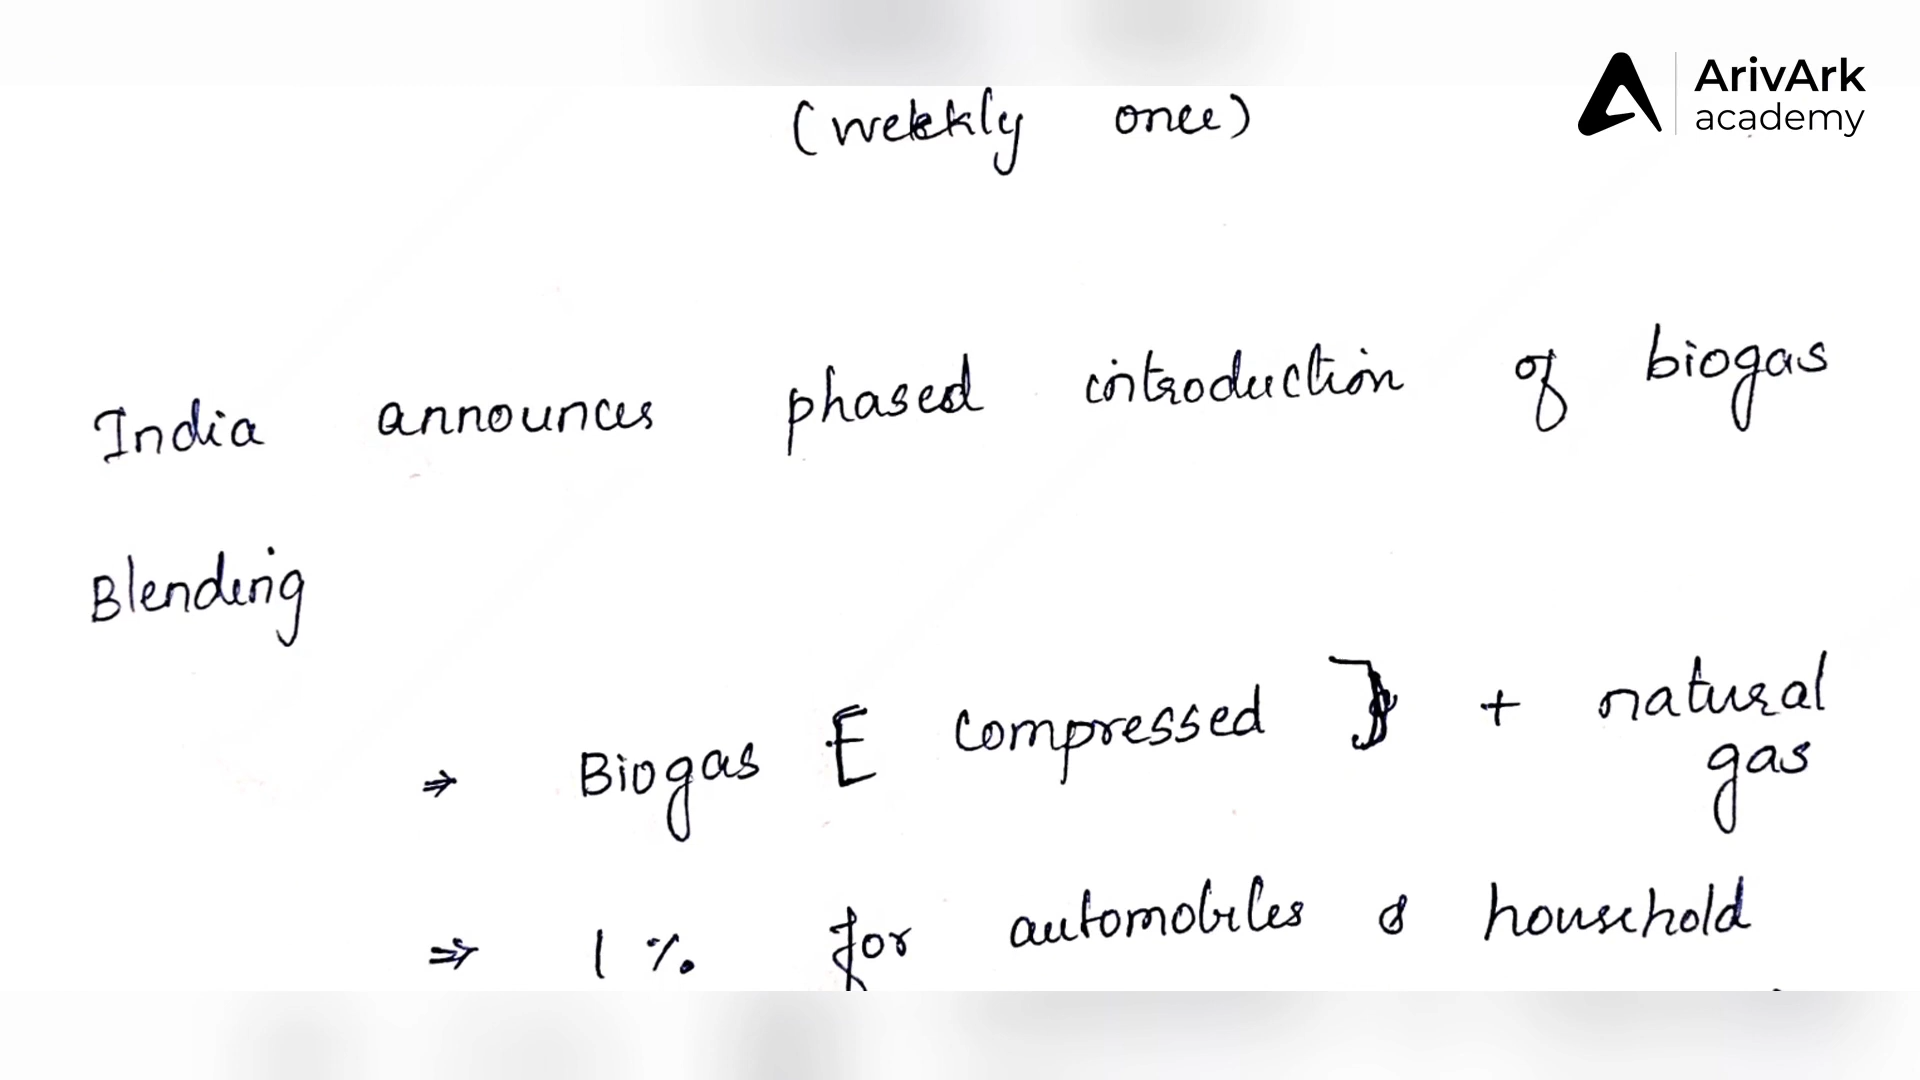 ArivArk
academy
(weekly once)
India announces phased introduction of biogas
Blending
⇒ Biogas [ compressed ] + natural
gas
⇒ 1 % for automobiles & household